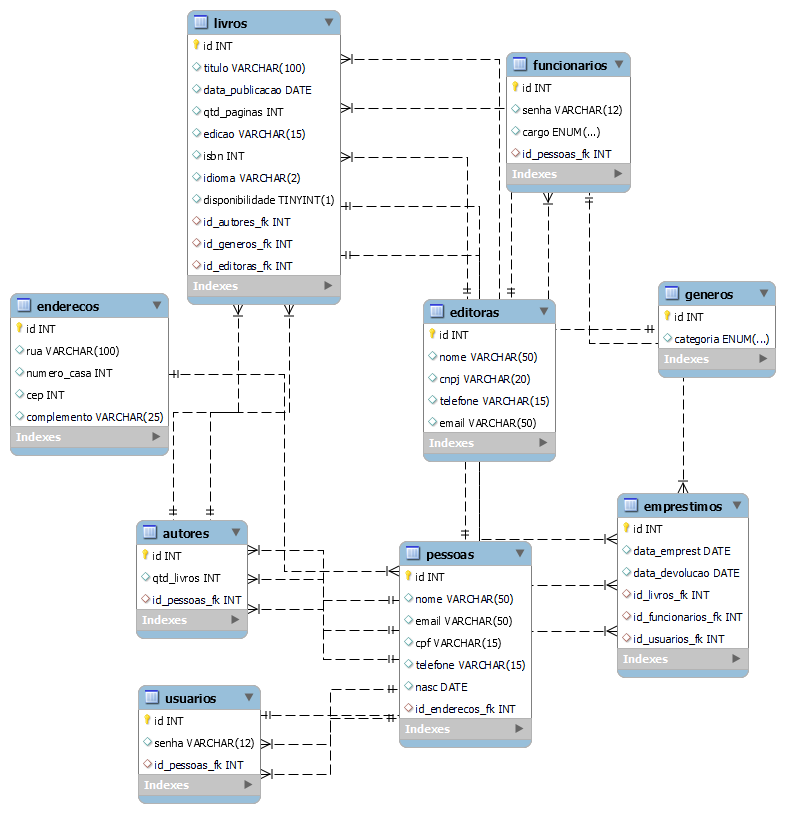 livros
id INT
titulo VARCHAR(100)
data_publicacao DATE
qtd_paginas INT
edicao VARCHAR(15)
isbn INT
idioma VARCHAR(2)
disponibilidade TINYINT(1)
id_autores_fk INT
id_generos_fk INT
id_editoras_fk INT
Indexes
funcionarios
id INT
senha VARCHAR(12)
cargo ENUM(...)
id_pessoas_fk INT
Indexes
enderecos
id INT
rua VARCHAR(100)
numero_casa INT
cep INT
complemento VARCHAR(25)
Indexes
editoras
id INT
nome VARCHAR(50)
cnpj VARCHAR(20)
telefone VARCHAR(15)
email VARCHAR(50)
Indexes
generos
id INT
categoria ENUM(...)
Indexes
autores
id INT
qtd_livros INT
id_pessoas_fk INT
Indexes
pessoas
id INT
nome VARCHAR(50)
email VARCHAR(50)
cpf VARCHAR(15)
telefone VARCHAR(15)
nasc DATE
id_enderecos_fk INT
Indexes
emprestimos
id INT
data_emprest DATE
data_devolucao DATE
id_livros_fk INT
id_funcionarios_fk INT
id_usuarios_fk INT
Indexes
usuarios
id INT
senha VARCHAR(12)
id_pessoas_fk INT
Indexes